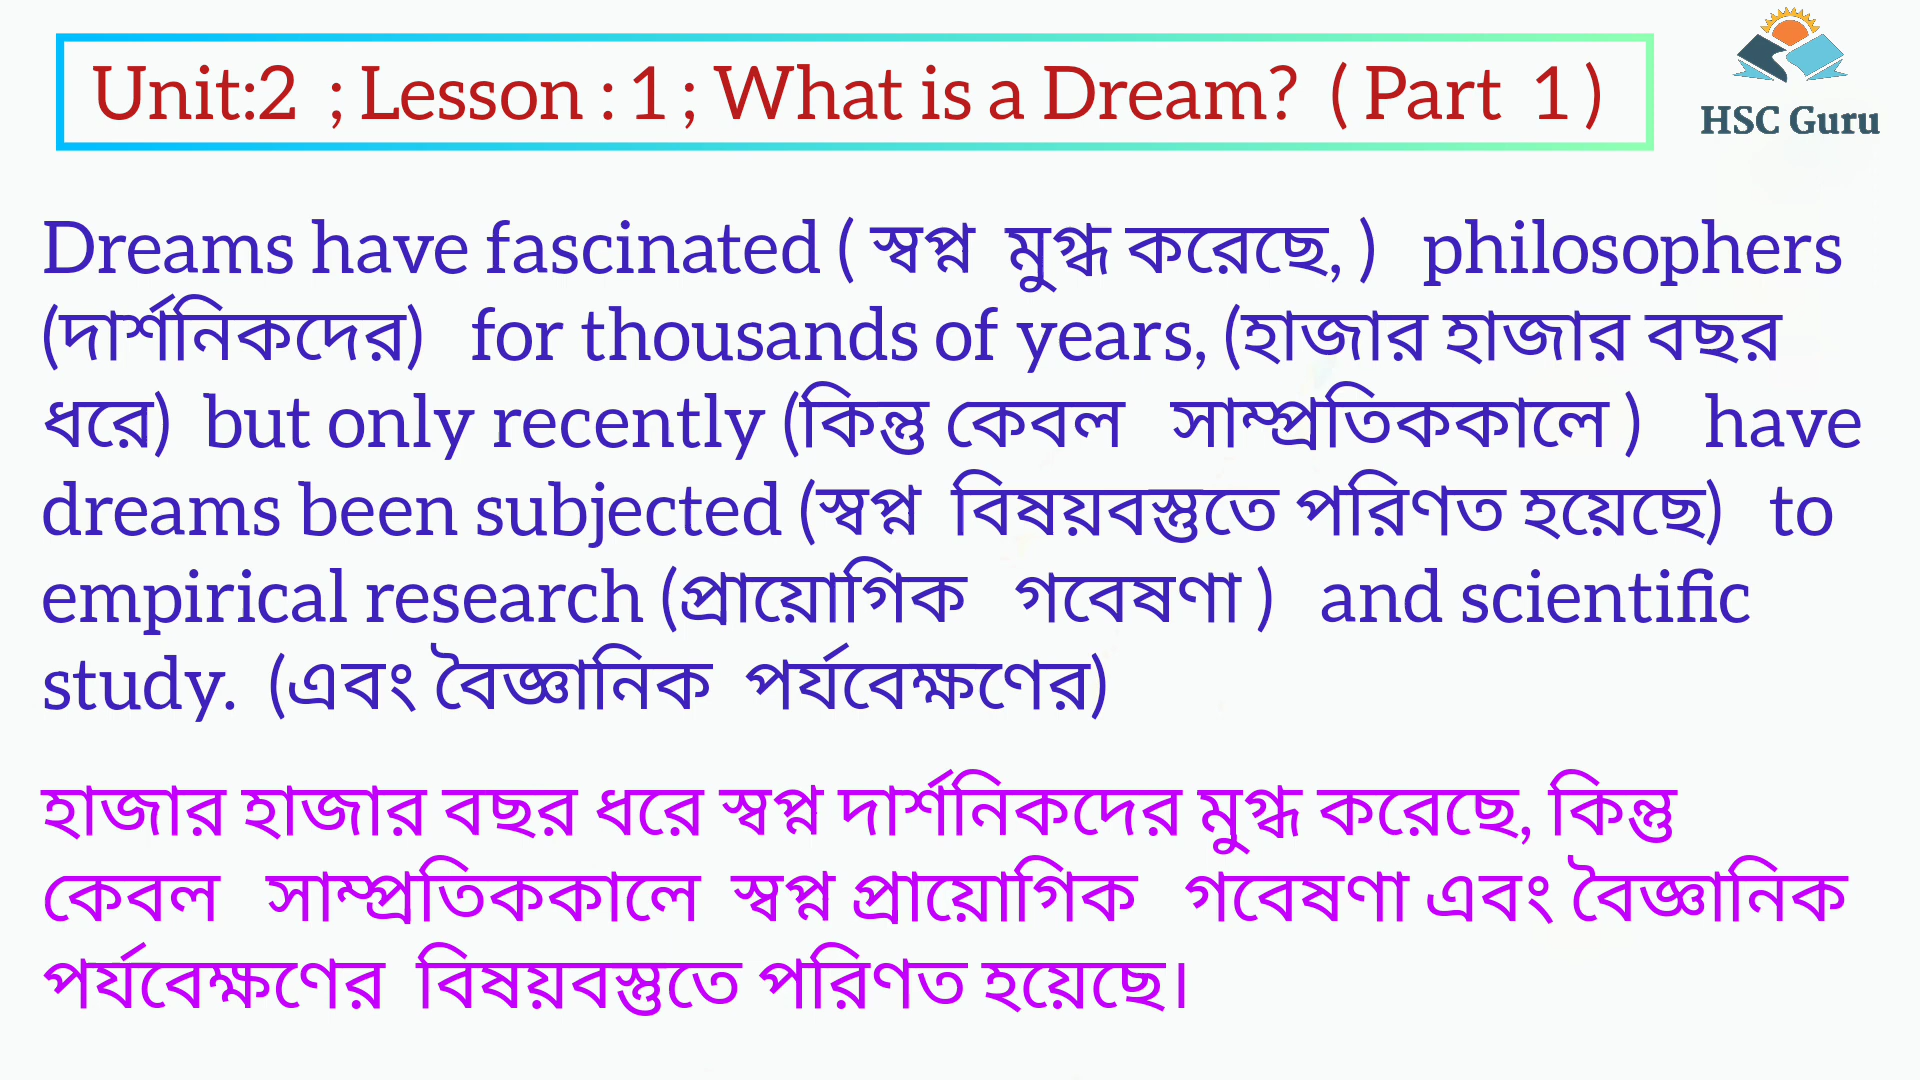 Unit:2 ; Lesson : 1 ; What is a Dream? ( Part 1 )
HSC Guru
Dreams have fascinated ( স্বপ্ন মুগ্ধ করেছে, ) philosophers
(দার্শনিকদের) for thousands of years, (হাজার হাজার বছর
ধরে) but only recently (কিন্তু কেবল সাম্প্রতিককালে ) have
dreams been subjected (স্বপ্ন বিষয়বস্তুতে পরিণত হয়েছে) to
empirical research (প্রায়োগিক গবেষণা ) and scientific
study. (এবং বৈজ্ঞানিক পর্যবেক্ষণের)
হাজার হাজার বছর ধরে স্বপ্ন দার্শনিকদের মুগ্ধ করেছে, কিন্তু
কেবল সাম্প্রতিককালে স্বপ্ন প্রায়োগিক গবেষণা এবং বৈজ্ঞানিক
পর্যবেক্ষণের বিষয়বস্তুতে পরিণত হয়েছে।